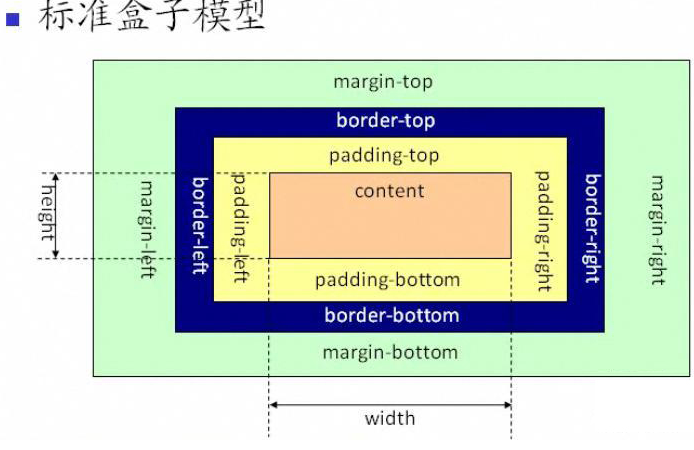 标准盒子模型
margin-top
border-top
padding-top
content
height
margin-left
border-left
padding-left
padding-right
border-right
margin-right
padding-bottom
border-bottom
margin-bottom
width